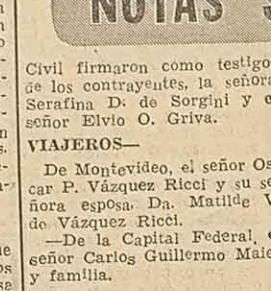 NOTAS
Civil firmaron como testigo
de los contrayentes, la señora
Serafina D. de Sorgini y
señor Elvio O. Griva.
VIAJEROS—
De Montevideo, el señor Os
car P. Vázquez Ricci y su se
ñora esposa. Da. Matilde V
de Vázquez Ricci.
—De la Capital Federal,
señor Carlos Guillermo Maie
y familia.